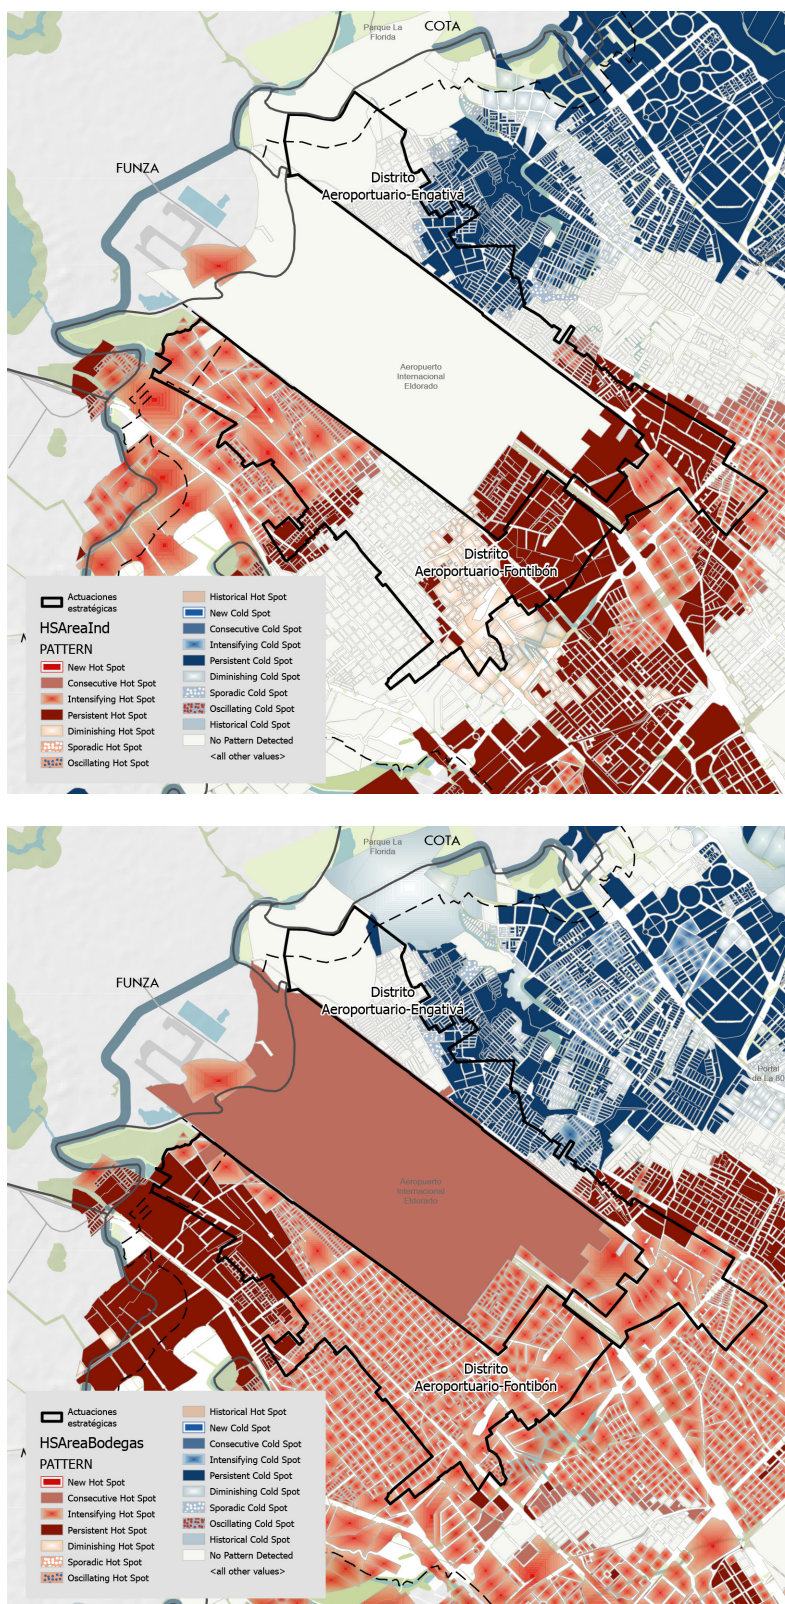 Parque La
Florida
COTA
FUNZA
Distrito
Aeroportuario-Engativá
Aeropuerto
Internacional
Eldorado
Distrito
Aeroportuario-Fontibón
Actuaciones
estratégicas
HSAreaInd
PATTERN
New Hot Spot
Consecutive Hot Spot
Intensifying Hot Spot
Persistent Hot Spot
Diminishing Hot Spot
Sporadic Hot Spot
Oscillating Hot Spot
Historical Hot Spot
New Cold Spot
Consecutive Cold Spot
Intensifying Cold Spot
Persistent Cold Spot
Diminishing Cold Spot
Sporadic Cold Spot
Oscillating Cold Spot
Historical Cold Spot
No Pattern Detected
<all other values>
Parque La
Florida
COTA
FUNZA
Distrito
Aeroportuario-Engativá
Portal
de La 80
Aeropuerto
Internacional
Eldorado
Distrito
Aeroportuario-Fontibón
Actuaciones
estratégicas
HSAreaBodegas
PATTERN
New Hot Spot
Consecutive Hot Spot
Intensifying Hot Spot
Persistent Hot Spot
Diminishing Hot Spot
Sporadic Hot Spot
Oscillating Hot Spot
Historical Hot Spot
New Cold Spot
Consecutive Cold Spot
Intensifying Cold Spot
Persistent Cold Spot
Diminishing Cold Spot
Sporadic Cold Spot
Oscillating Cold Spot
Historical Cold Spot
No Pattern Detected
<all other values>